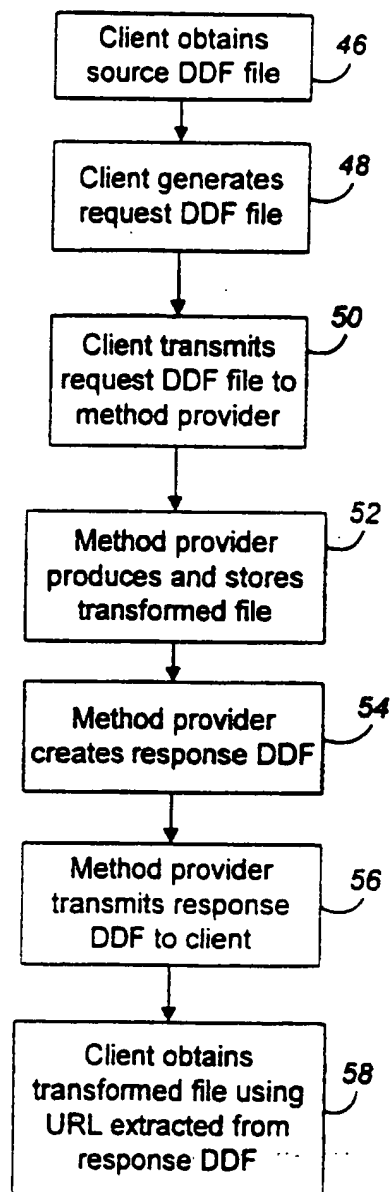 Client obtains
source DDF file
46
Client generates
request DDF file
48
Client transmits
request DDF file to
method provider
50
Method provider
produces and stores
transformed file
52
Method provider
creates response DDF
54
Method provider
transmits response
DDF to client
56
Client obtains
transformed file using
URL extracted from
response DDF
58